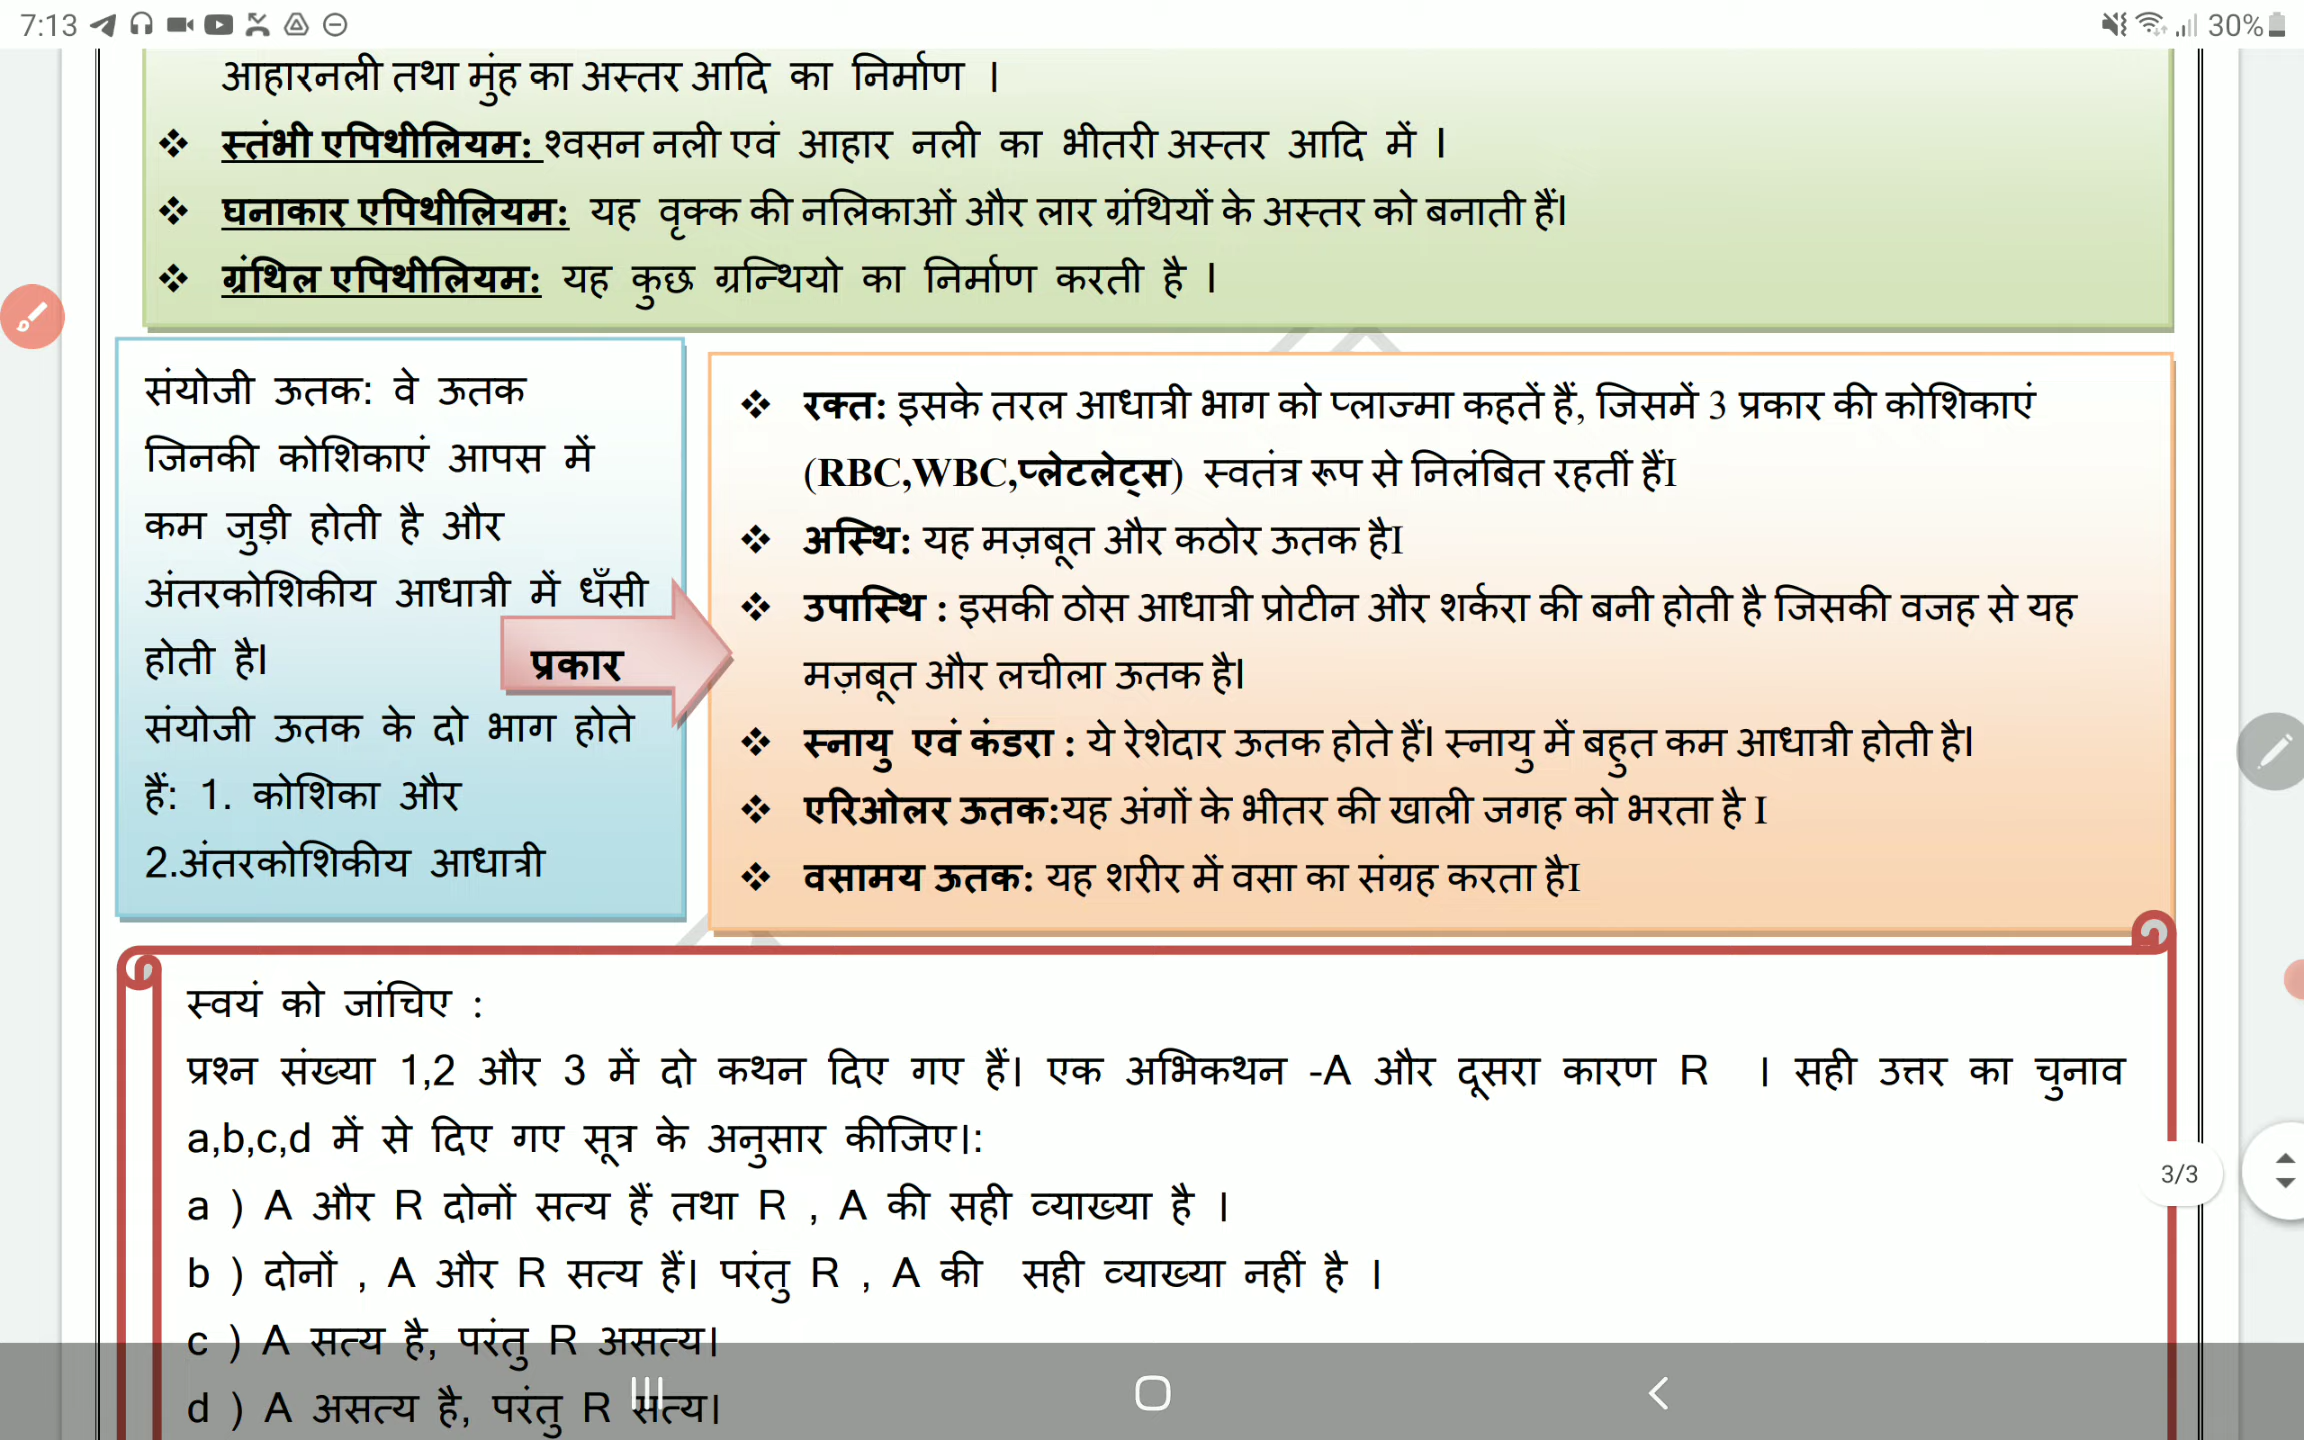 7:13
30%
आहारनली तथा मुंह का अस्तर आदि का निर्माण ।
❖ स्तंभी एपिथीलियम: श्वसन नली एवं आहार नली का भीतरी अस्तर आदि में ।
❖ घनाकार एपिथीलियम: यह वृक्क की नलिकाओं और लार ग्रंथियों के अस्तर को बनाती हैं।
❖ ग्रंथिल एपिथीलियम: यह कुछ ग्रन्थियो का निर्माण करती है ।
संयोजी ऊतक: वे ऊतक
जिनकी कोशिकाएं आपस में
कम जुड़ी होती है और
अंतरकोशिकीय आधात्री में धँसी
होती है।
संयोजी ऊतक के दो भाग होते
हैं: 1. कोशिका और
2.अंतरकोशिकीय आधात्री
प्रकार
❖ रक्त: इसके तरल आधात्री भाग को प्लाज्मा कहतें हैं, जिसमें 3 प्रकार की कोशिकाएं
(RBC,WBC,प्लेटलेट्स) स्वतंत्र रूप से निलंबित रहतीं हैंI
❖ अस्थि: यह मज़बूत और कठोर ऊतक हैI
❖ उपास्थि : इसकी ठोस आधात्री प्रोटीन और शर्करा की बनी होती है जिसकी वजह से यह
मज़बूत और लचीला ऊतक है।
❖ स्नायु एवं कंडरा : ये रेशेदार ऊतक होते हैं। स्नायु में बहुत कम आधात्री होती है।
❖ एरिओलर ऊतक:यह अंगों के भीतर की खाली जगह को भरता है I
❖ वसामय ऊतक: यह शरीर में वसा का संग्रह करता हैI
स्वयं को जांचिए :
प्रश्न संख्या 1,2 और 3 में दो कथन दिए गए हैं। एक अभिकथन -A और दूसरा कारण R । सही उत्तर का चुनाव
a,b,c,d में से दिए गए सूत्र के अनुसार कीजिए।:
a ) A और R दोनों सत्य हैं तथा R , A की सही व्याख्या है ।
b ) दोनों , A और R सत्य हैं। परंतु R , A की सही व्याख्या नहीं है ।
c ) A सत्य है, परंतु R असत्य।
d ) A असत्य है, परंतु R सत्य।
3/3